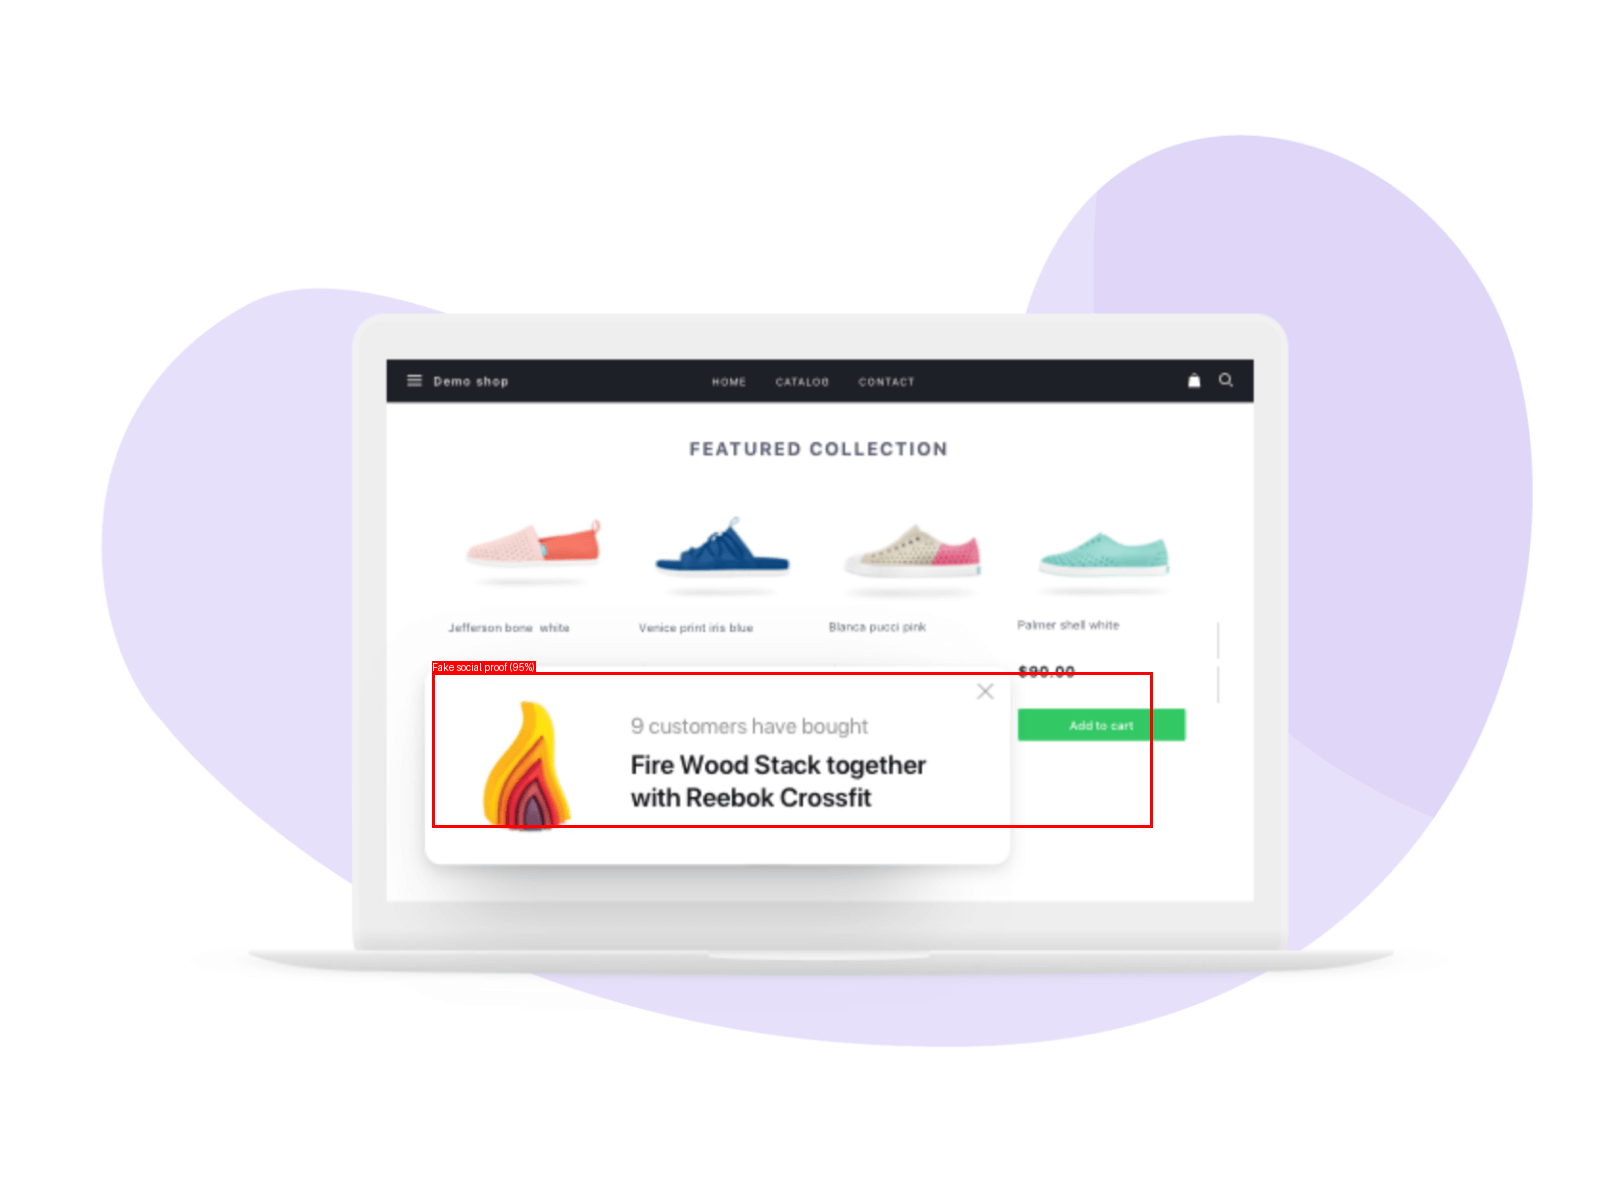 Demo shop
HOME
CATALOG
CONTACT
FEATURED COLLECTION
Jefferson bone white
Venice print iris blue
Blanca pucci pink
Palmer shell white
Fake social proof (95%)
$90.00
9 customers have bought
Add to cart
Fire Wood Stack together
with Reebok Crossfit